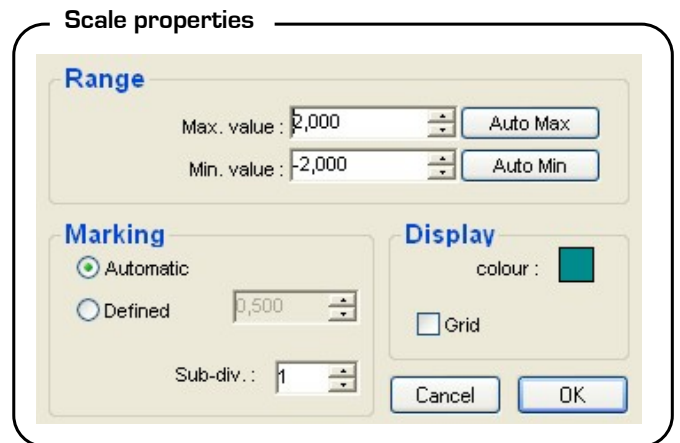 Scale properties
Range
Max. value : 2,000 Auto Max
Min. value : -2,000 Auto Min
Marking
Automatic
Defined 0,500
Sub-div. : 1
Display
colour :
Grid
Cancel OK